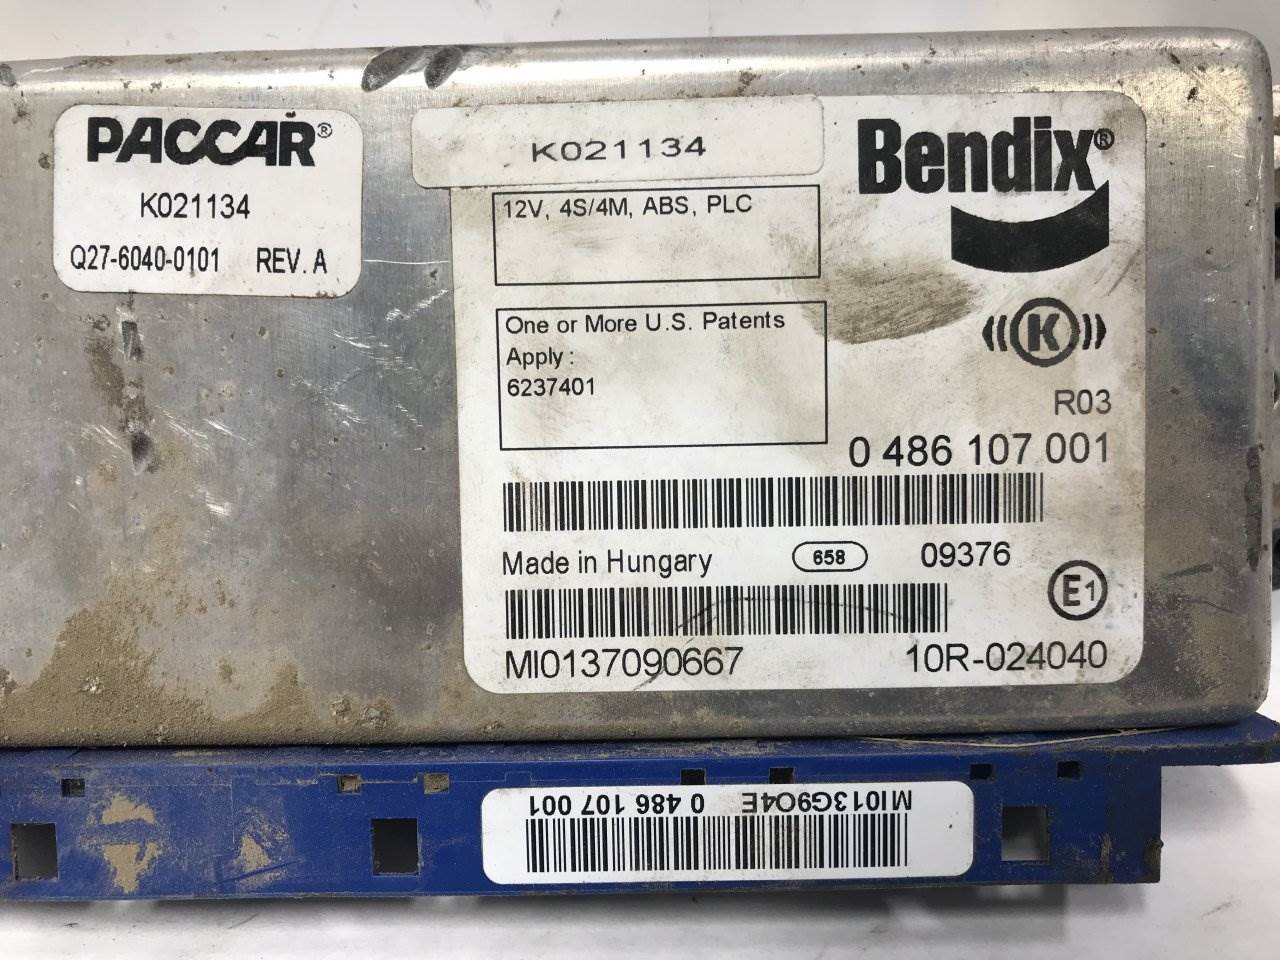 PACCAR®
K021134
Q27-6040-0101 REV. A
K021134
Bendix®
12V, 4S/4M, ABS, PLC
One or More U.S. Patents
Apply :
6237401
K
R03
0 486 107 001
Made in Hungary 658 09376
E1
MI0137090667 10R-024040
MI013G9O4E 0 486 107 001